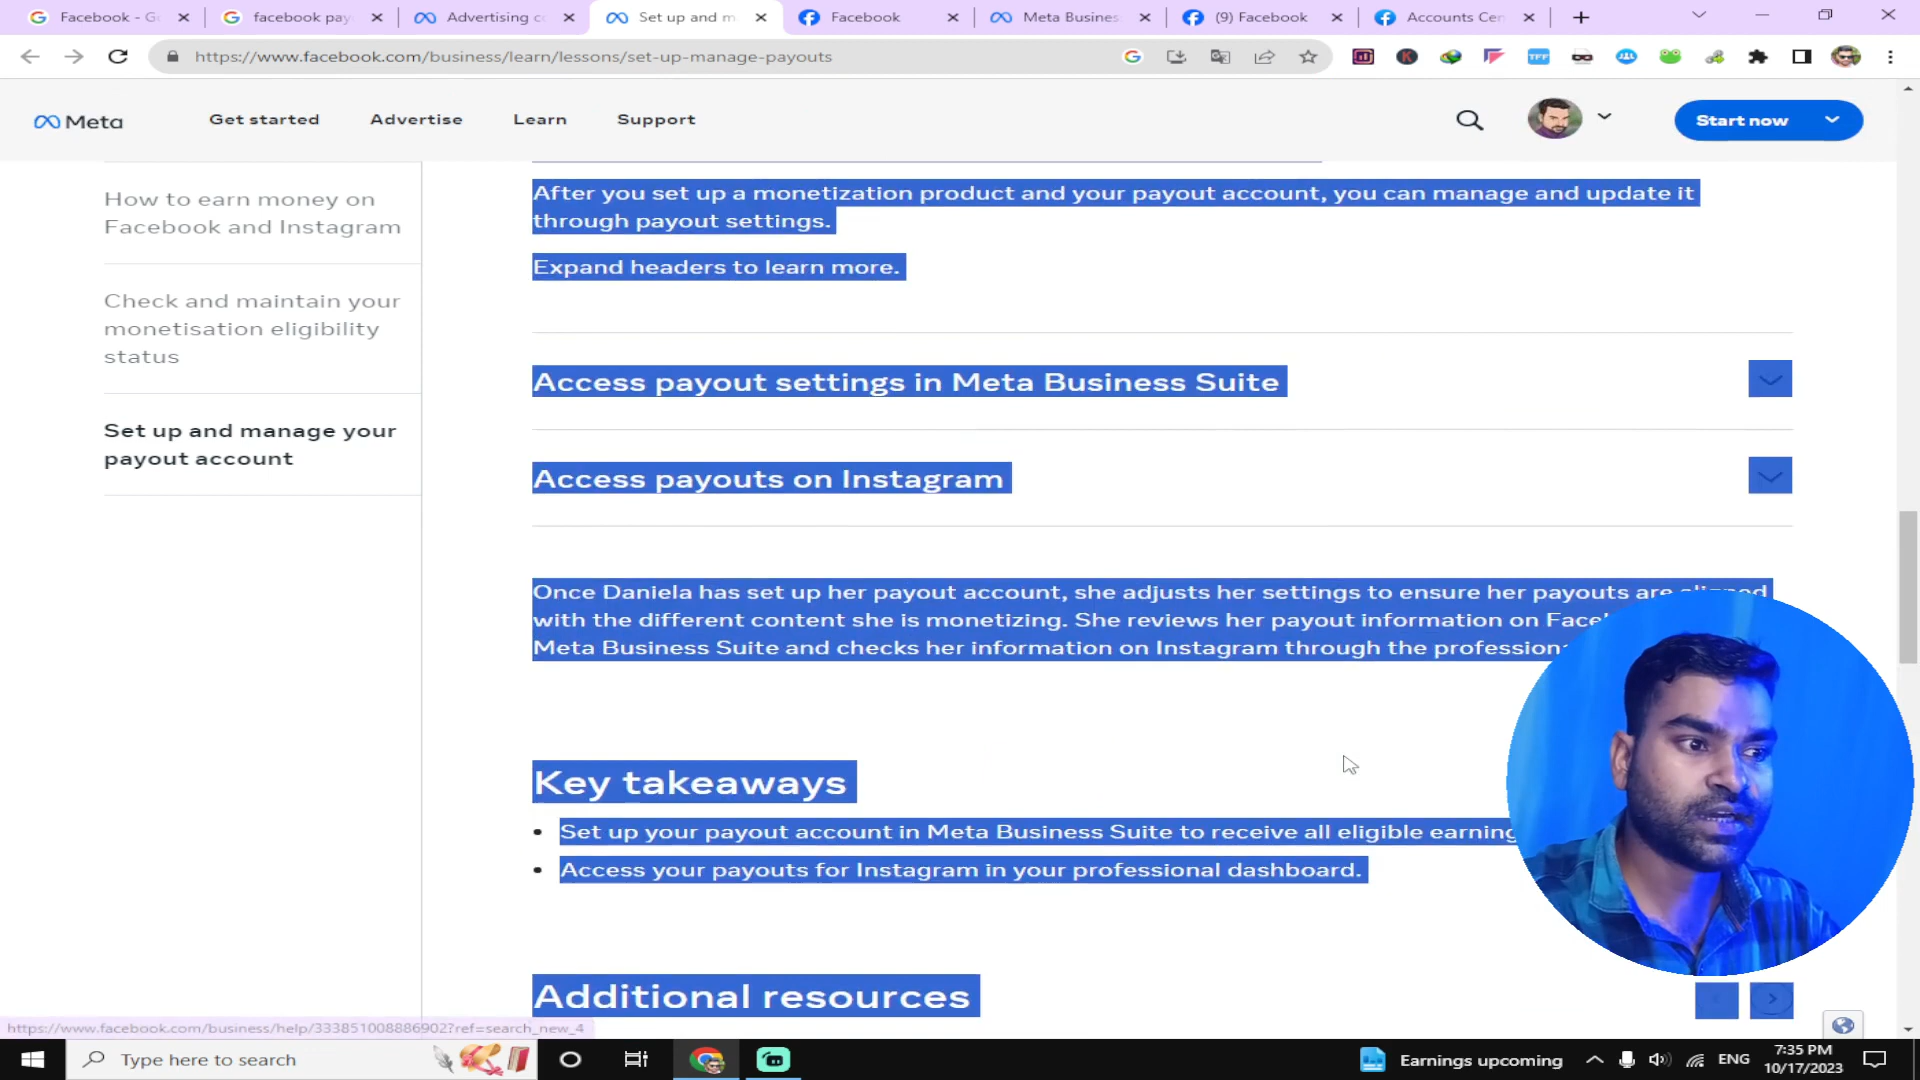 Facebook - G
facebook pay
Advertising c
Set up and m
Facebook
Meta Busines
(9) Facebook
Accounts Cen
https://www.facebook.com/business/learn/lessons/set-up-manage-payouts
Meta
Get started
Advertise
Learn
Support
Start now
How to earn money on
Facebook and Instagram
Check and maintain your
monetisation eligibility
status
Set up and manage your
payout account
After you set up a monetization product and your payout account, you can manage and update it
through payout settings.
Expand headers to learn more.
Access payout settings in Meta Business Suite
Access payouts on Instagram
Once Daniela has set up her payout account, she adjusts her settings to ensure her payouts are aligned
with the different content she is monetizing. She reviews her payout information on Face
Meta Business Suite and checks her information on Instagram through the profession
Key takeaways
• Set up your payout account in Meta Business Suite to receive all eligible earning
• Access your payouts for Instagram in your professional dashboard.
Additional resources
https://www.facebook.com/business/help/333851008886902?ref=search_new_4
Type here to search
Earnings upcoming
ENG
7:35 PM
10/17/2023